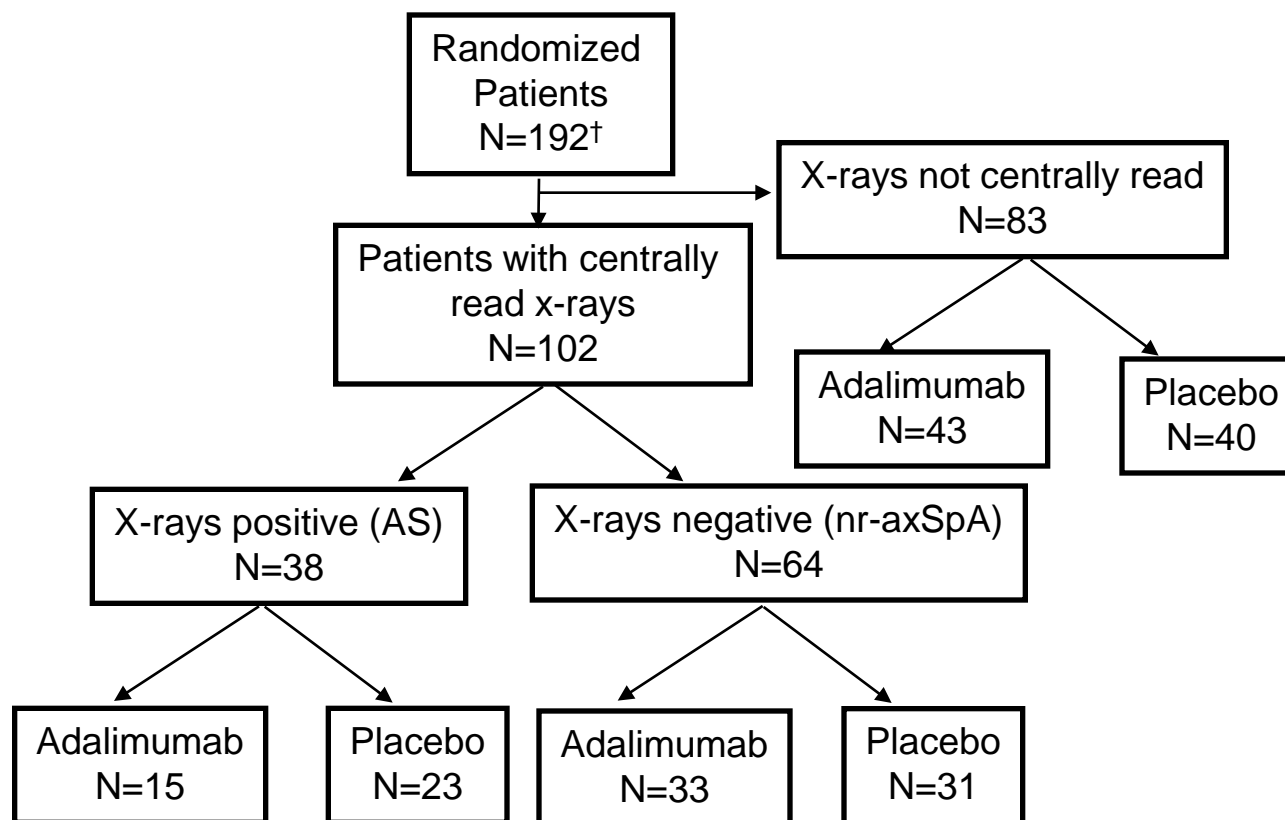 Randomized
Patients
N=192†
X-rays not centrally read
N=83
Patients with centrally
read x-rays
N=102
Adalimumab
N=43
Placebo
N=40
X-rays positive (AS)
N=38
X-rays negative (nr-axSpA)
N=64
Adalimumab
N=15
Placebo
N=23
Adalimumab
N=33
Placebo
N=31